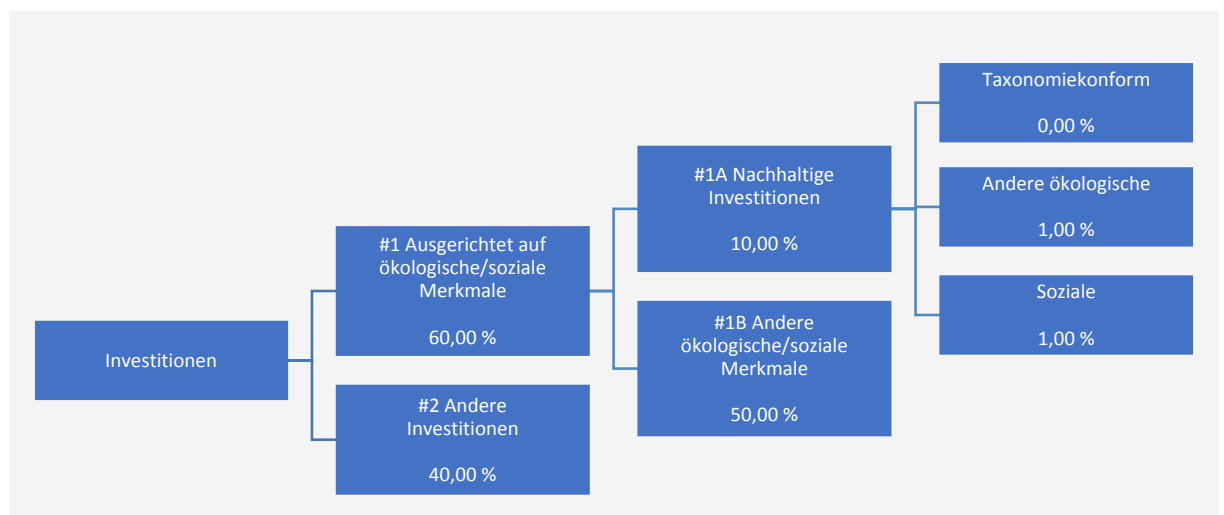 Investitionen
#1 Ausgerichtet auf
ökologische/soziale
Merkmale
60,00 %
#2 Andere
Investitionen
40,00 %
#1A Nachhaltige
Investitionen
10,00 %
#1B Andere
ökologische/soziale
Merkmale
50,00 %
Taxonomiekonform
0,00 %
Andere ökologische
1,00 %
Soziale
1,00 %